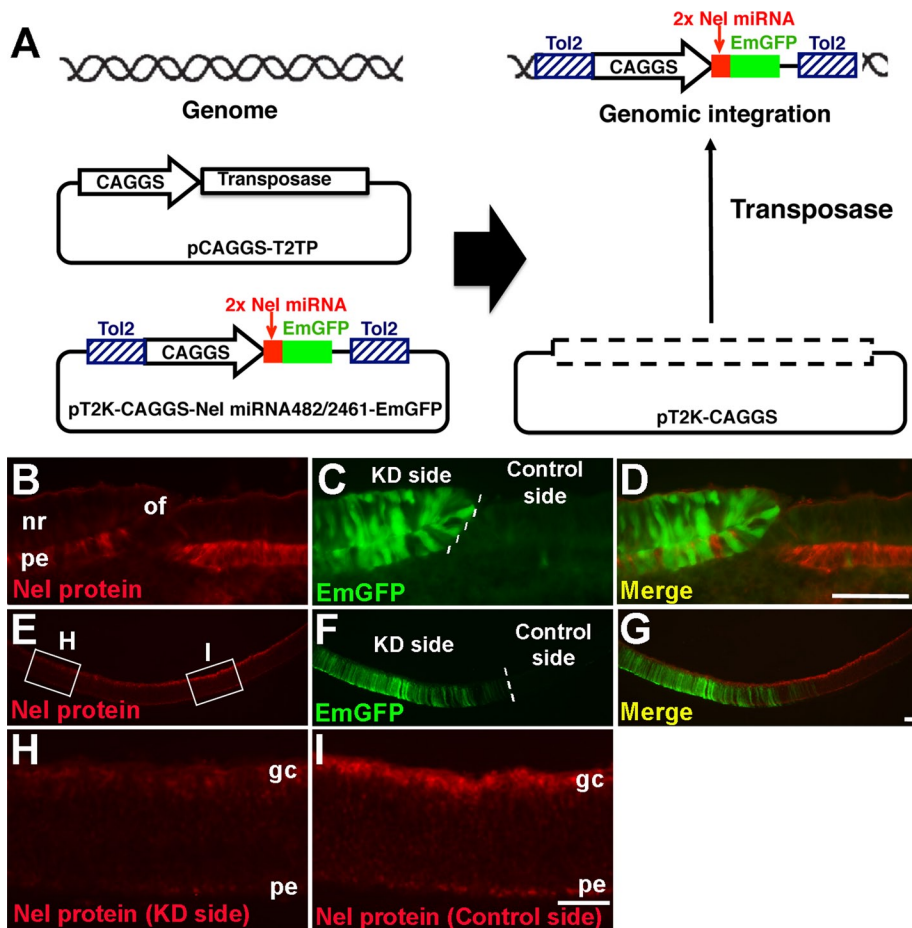 A
Genome
CAGGS
Transposase
pCAGGS-T2TP
2x Nel miRNA
Tol2
EmGFP
Tol2
CAGGS
pT2K-CAGGS-Nel miRNA482/2461-EmGFP
2x Nel miRNA
Tol2
EmGFP
Tol2
CAGGS
Genomic integration
Transposase
pT2K-CAGGS
B
of
nr
pe
Nel protein
C
KD side
Control
side
EmGFP
D
Merge
E
H
I
Nel protein
F
KD side
Control
side
EmGFP
G
Merge
H
gc
pe
Nel protein (KD side)
I
gc
pe
Nel protein (Control side)